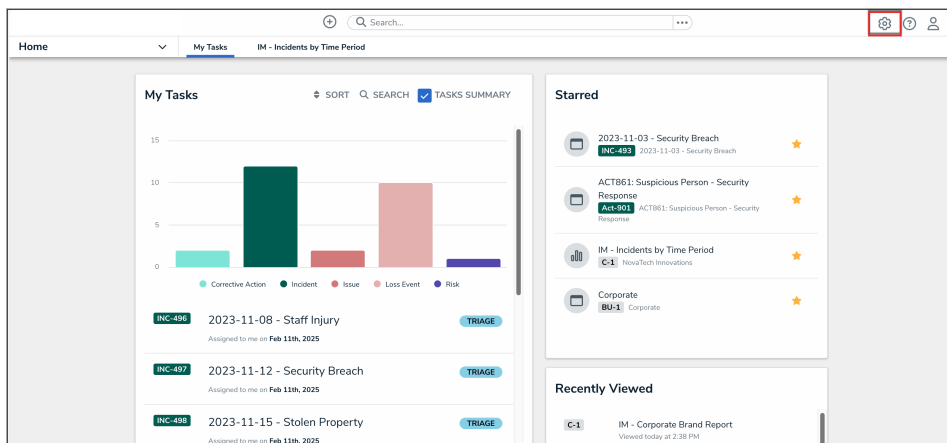 Search...
Home
My Tasks
IM - Incidents by Time Period
My Tasks
SORT
SEARCH
TASKS SUMMARY
15
10
5
0
Corrective Action
Incident
Issue
Loss Event
Risk
INC-496
2023-11-08 - Staff Injury
TRIAGE
Assigned to me on Feb 11th, 2025
INC-497
2023-11-12 - Security Breach
TRIAGE
Assigned to me on Feb 11th, 2025
INC-498
2023-11-15 - Stolen Property
TRIAGE
Assigned to me on Feb 11th, 2025
Starred
2023-11-03 - Security Breach
INC-493 2023-11-03 - Security Breach
ACT861: Suspicious Person - Security
Response
Act-901 ACT861: Suspicious Person - Security
Response
IM - Incidents by Time Period
C-1 NovaTech Innovations
Corporate
BU-1 Corporate
Recently Viewed
C-1
IM - Corporate Brand Report
Viewed today at 2:38 PM